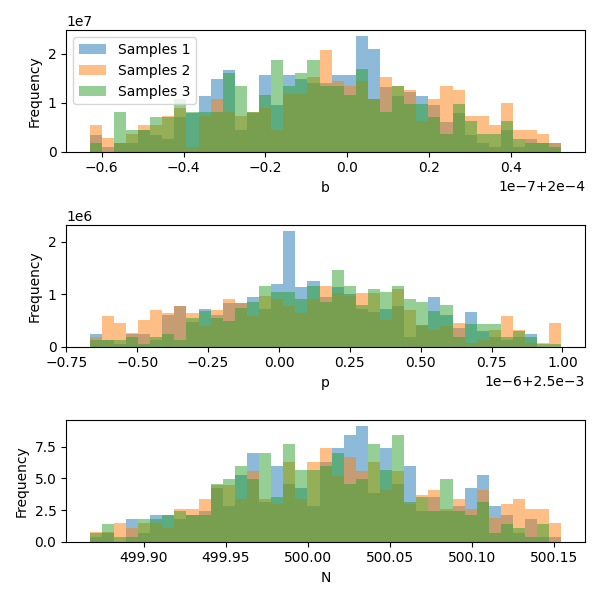 1e7
Frequency
2
1
0
Samples 1
Samples 2
Samples 3
−0.6 −0.4 −0.2 0.0 0.2 0.4
b
1e−7+2e−4
1e6
Frequency
2
1
0
−0.75 −0.50 −0.25 0.00 0.25 0.50 0.75 1.00
p
1e−6+2.5e−3
Frequency
7.5
5.0
2.5
0.0
499.90 499.95 500.00 500.05 500.10 500.15
N